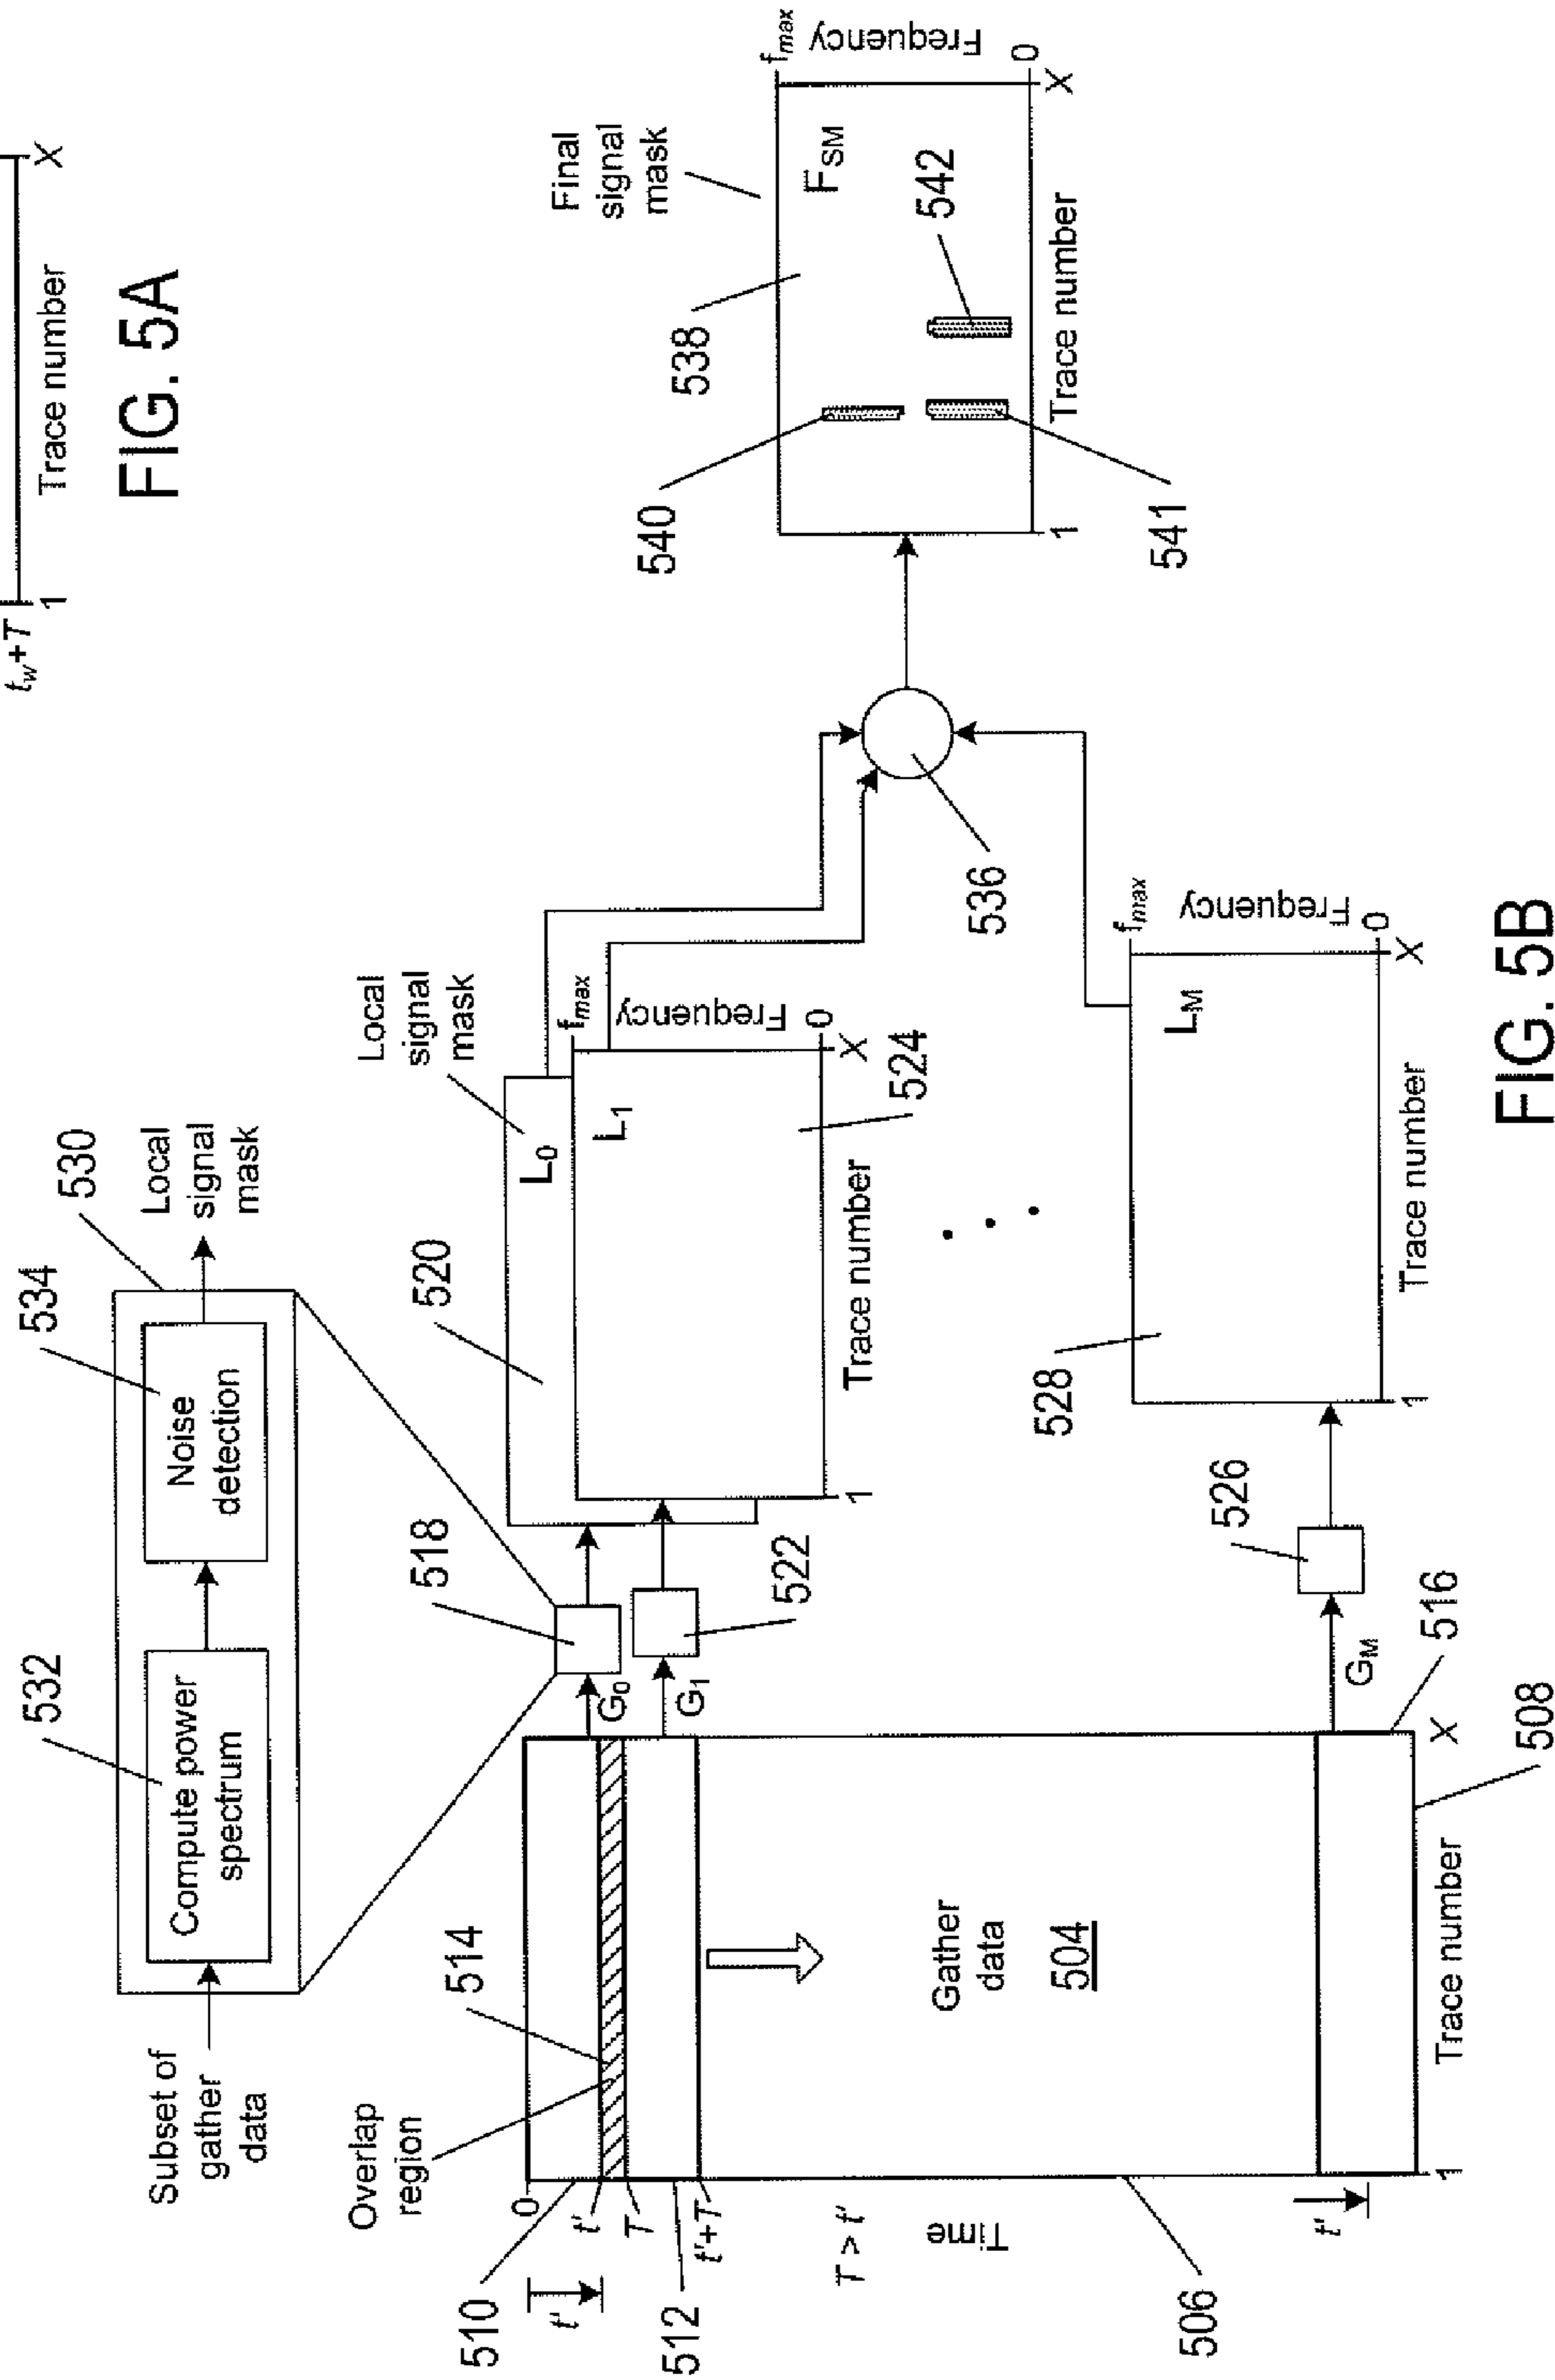 t_w+T
1
X
Trace number
FIG. 5A
530
532
534
Subset of
gather
data
Compute power
spectrum
Noise
detection
Local
signal
mask
Overlap
region
514
510
512
506
t'
0
t'
T
t'+T
T > t'
Time
t'
Gather
data
504
1
X
Trace number
508
516
G₀
G₁
G_M
518
522
526
520
Local
signal
mask
L₀
L₁
f_max
Frequency
0
1
X
Trace number
524
528
L_M
f_max
Frequency
0
1
X
Trace number
536
Final
signal
mask
538
F_SM
540
541
542
f_max
Frequency
0
1
X
Trace number
FIG. 5B